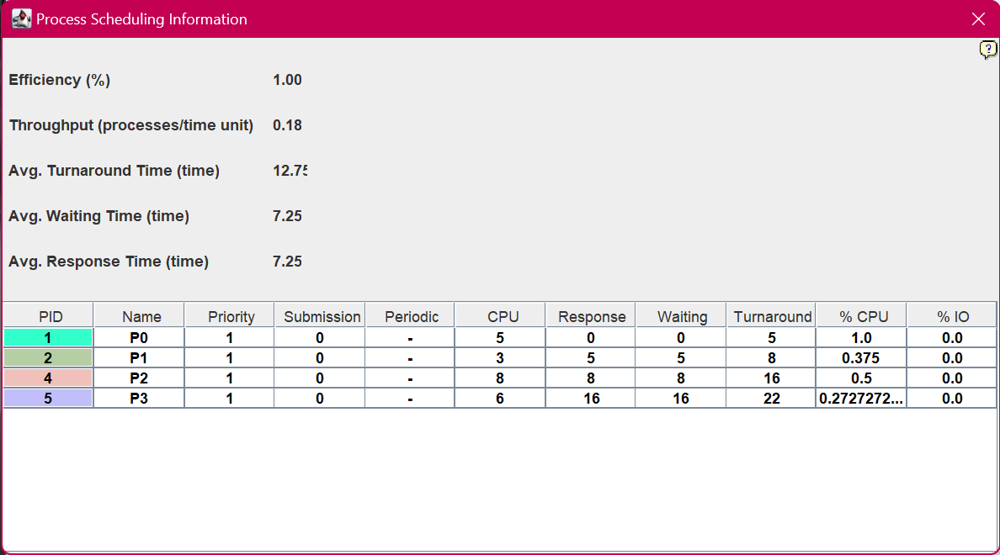 Process Scheduling Information
?
Efficiency (%) 1.00
Throughput (processes/time unit) 0.18
Avg. Turnaround Time (time) 12.75
Avg. Waiting Time (time) 7.25
Avg. Response Time (time) 7.25
PID Name Priority Submission Periodic CPU Response Waiting Turnaround % CPU % IO
1 P0 1 0 - 5 0 0 5 1.0 0.0
2 P1 1 0 - 3 5 5 8 0.375 0.0
4 P2 1 0 - 8 8 8 16 0.5 0.0
5 P3 1 0 - 6 16 16 22 0.2727272... 0.0